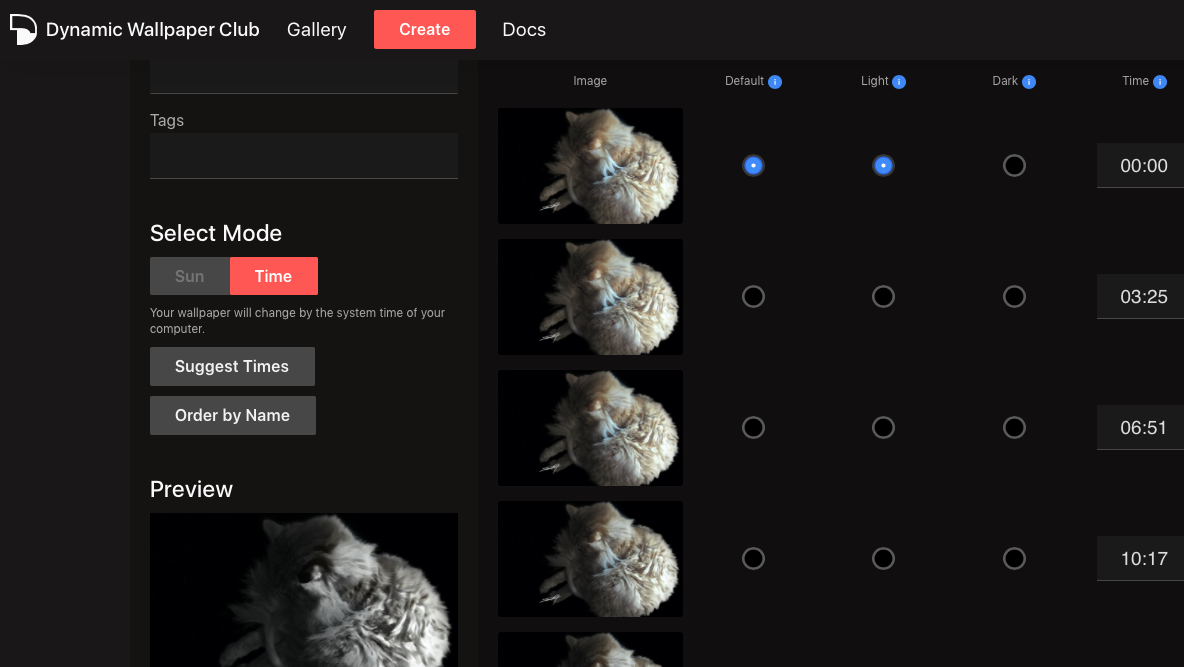 Dynamic Wallpaper Club Gallery Create Docs
Image Default i Light i Dark i Time i
Tags
00:00
Select Mode
Sun Time
Your wallpaper will change by the system time of your
computer.
03:25
Suggest Times
Order by Name
06:51
Preview
10:17